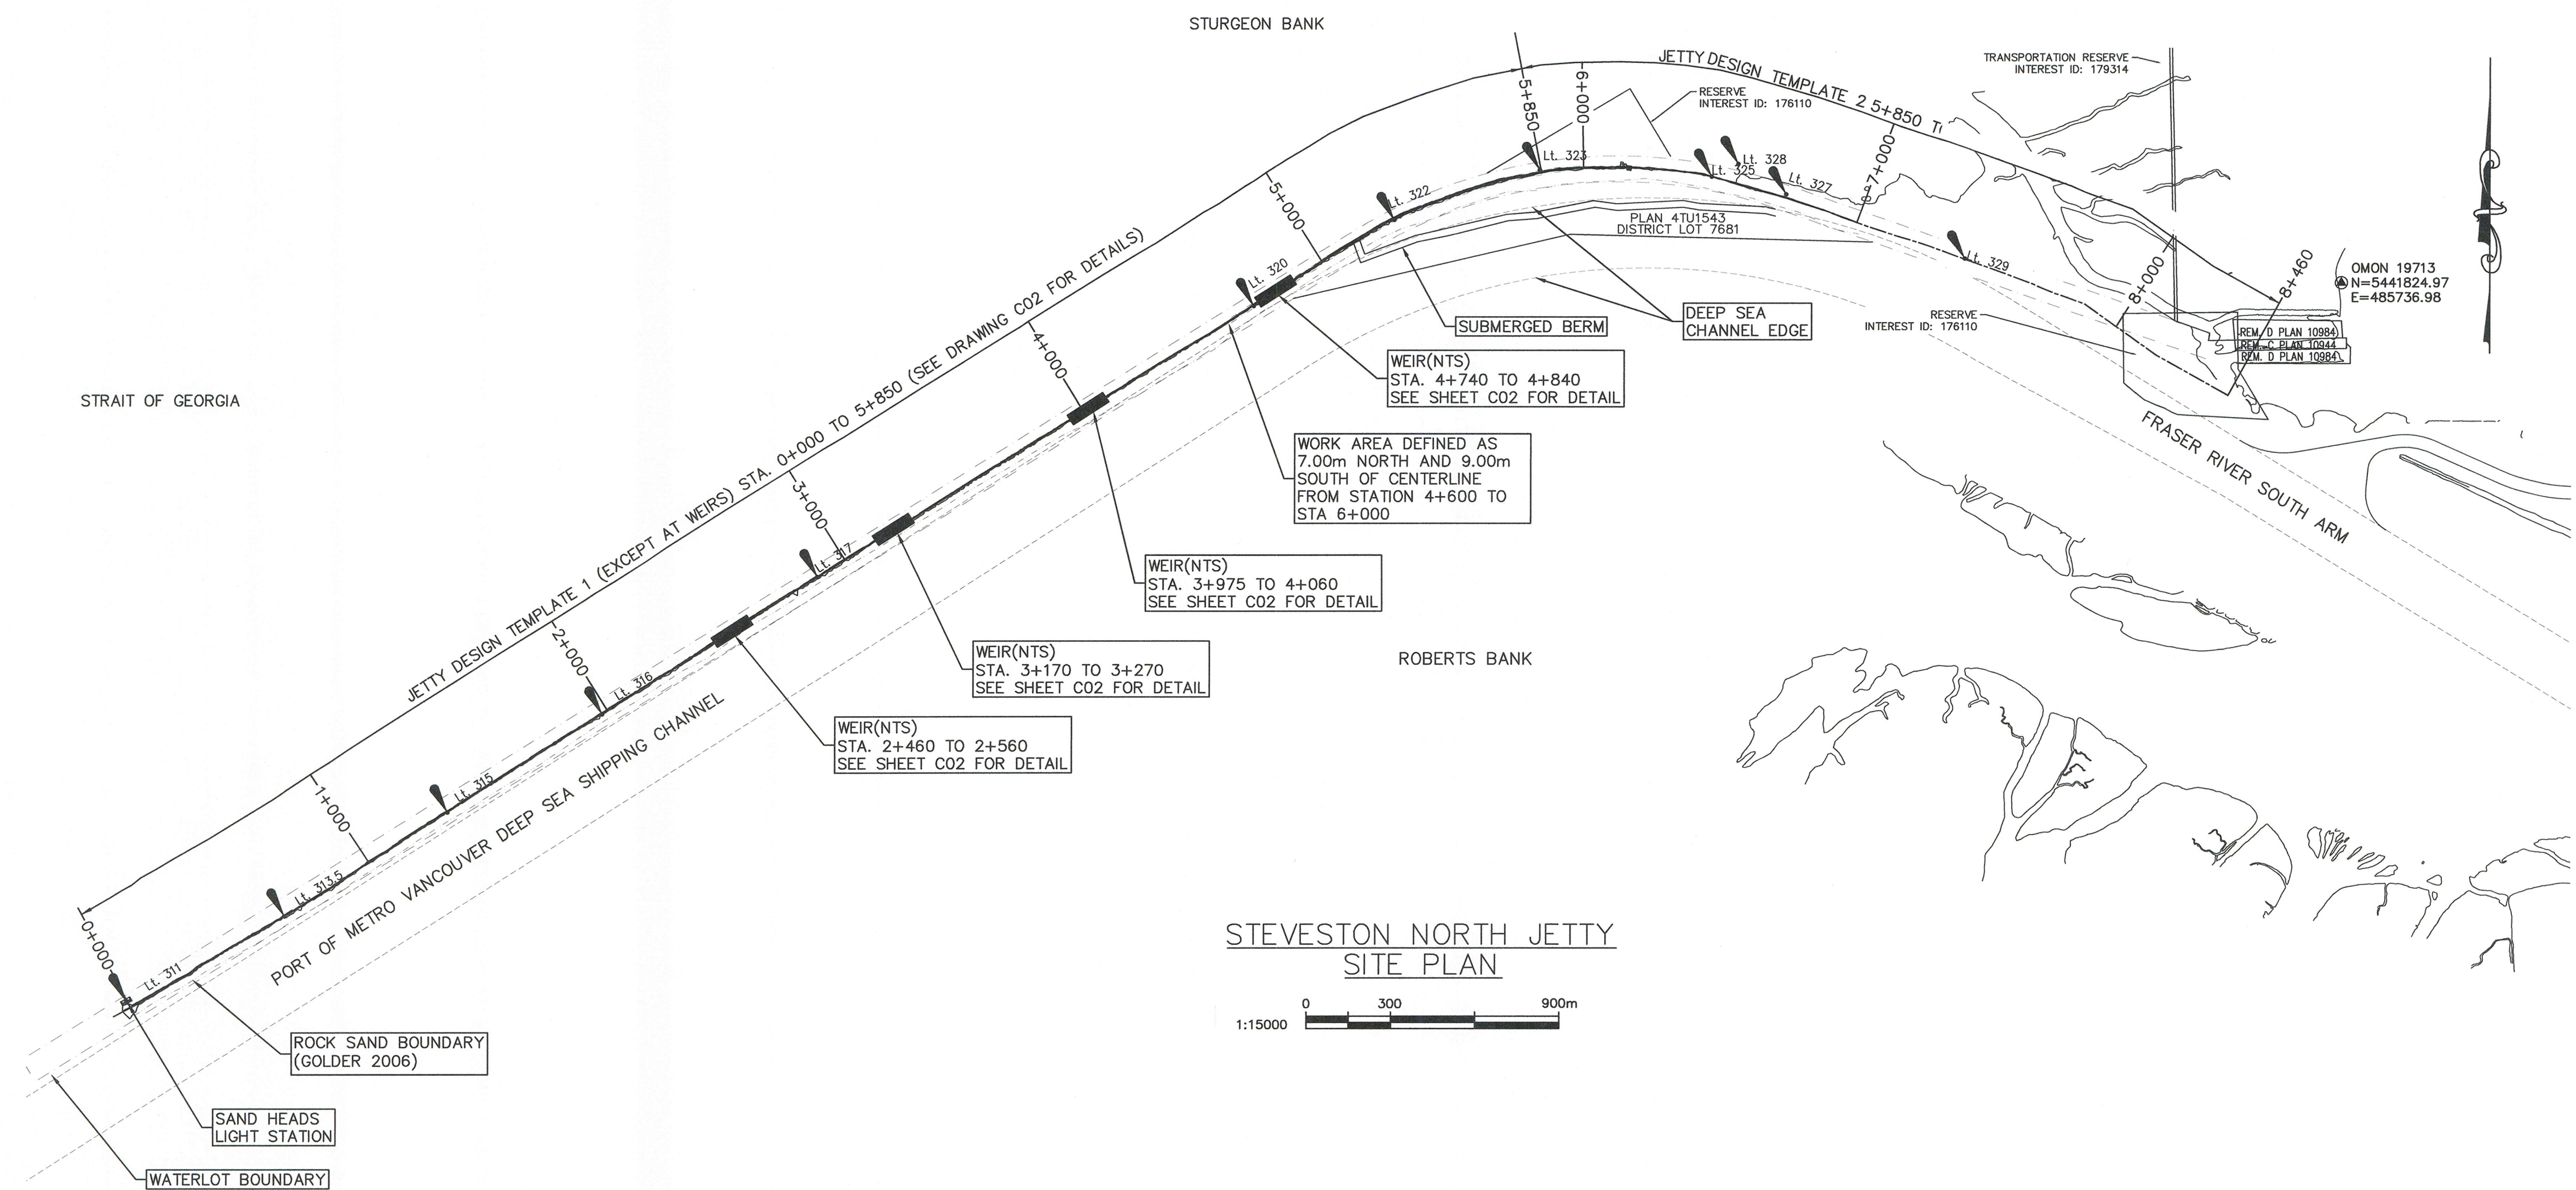 STURGEON BANK
TRANSPORTATION RESERVE
INTEREST ID: 179314
JETTY DESIGN TEMPLATE 2 5+850
RESERVE
INTEREST ID: 176110
5+850
6+000
7+000
8+000
8+460
Lt. 323
Lt. 328
Lt. 325
Lt. 327
Lt. 322
Lt. 329
Lt. 320
PLAN 4TU1543
DISTRICT LOT 7681
OMON 19713
N=5441824.97
E=485736.98
RESERVE
INTEREST ID: 176110
REM. D PLAN 10984
REM. C PLAN 10944
REM. D PLAN 10984
SUBMERGED BERM
DEEP SEA
CHANNEL EDGE
5+000
4+000
3+000
2+000
1+000
0+000
JETTY DESIGN TEMPLATE 1 (EXCEPT AT WEIRS) STA. 0+000 TO 5+850 (SEE DRAWING C02 FOR DETAILS)
STRAIT OF GEORGIA
WEIR(NTS)
STA. 4+740 TO 4+840
SEE SHEET C02 FOR DETAIL
WORK AREA DEFINED AS
7.00m NORTH AND 9.00m
SOUTH OF CENTERLINE
FROM STATION 4+600 TO
STA 6+000
FRASER RIVER SOUTH ARM
WEIR(NTS)
STA. 3+975 TO 4+060
SEE SHEET C02 FOR DETAIL
WEIR(NTS)
STA. 3+170 TO 3+270
SEE SHEET C02 FOR DETAIL
WEIR(NTS)
STA. 2+460 TO 2+560
SEE SHEET C02 FOR DETAIL
ROBERTS BANK
Lt. 317
Lt. 316
Lt. 315
Lt. 313.5
Lt. 311
PORT OF METRO VANCOUVER DEEP SEA SHIPPING CHANNEL
ROCK SAND BOUNDARY
(GOLDER 2006)
SAND HEADS
LIGHT STATION
WATERLOT BOUNDARY
STEVESTON NORTH JETTY
SITE PLAN
0 300 900m
1:15000